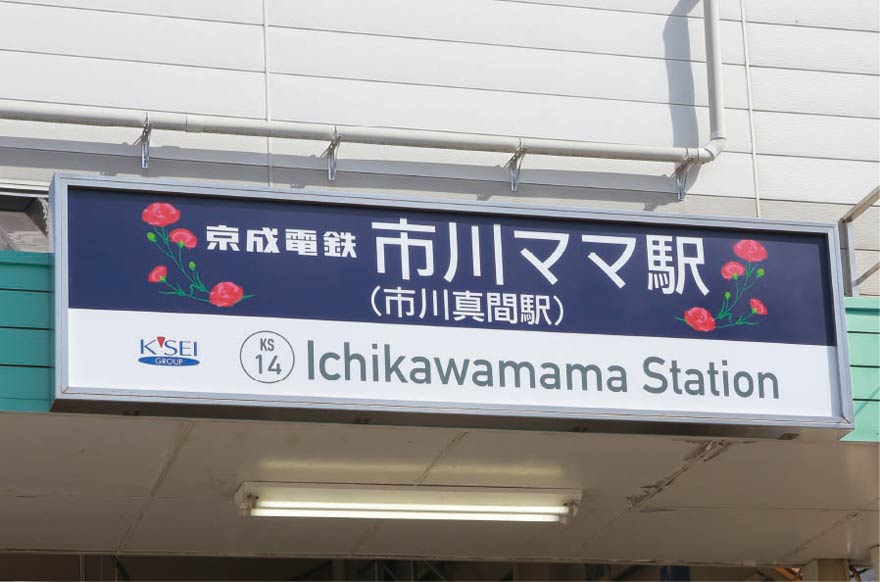 京成電鉄 市川ママ駅
(市川真間駅)
K'SEI
GROUP
KS
14
Ichikawamama Station